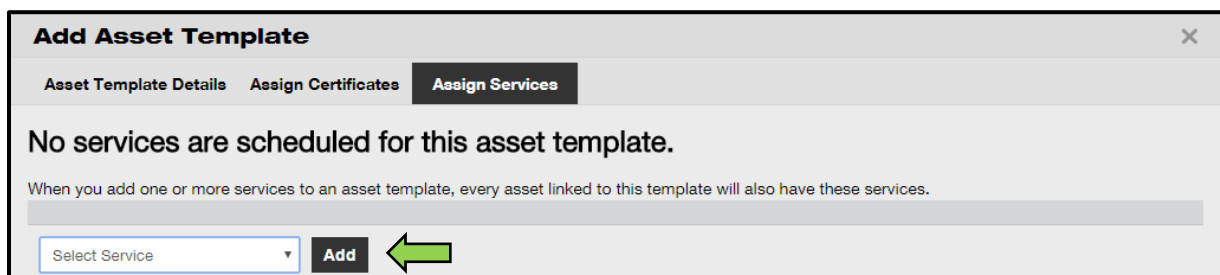 Add Asset Template
Asset Template Details Assign Certificates Assign Services
No services are scheduled for this asset template.
When you add one or more services to an asset template, every asset linked to this template will also have these services.
Select Service Add